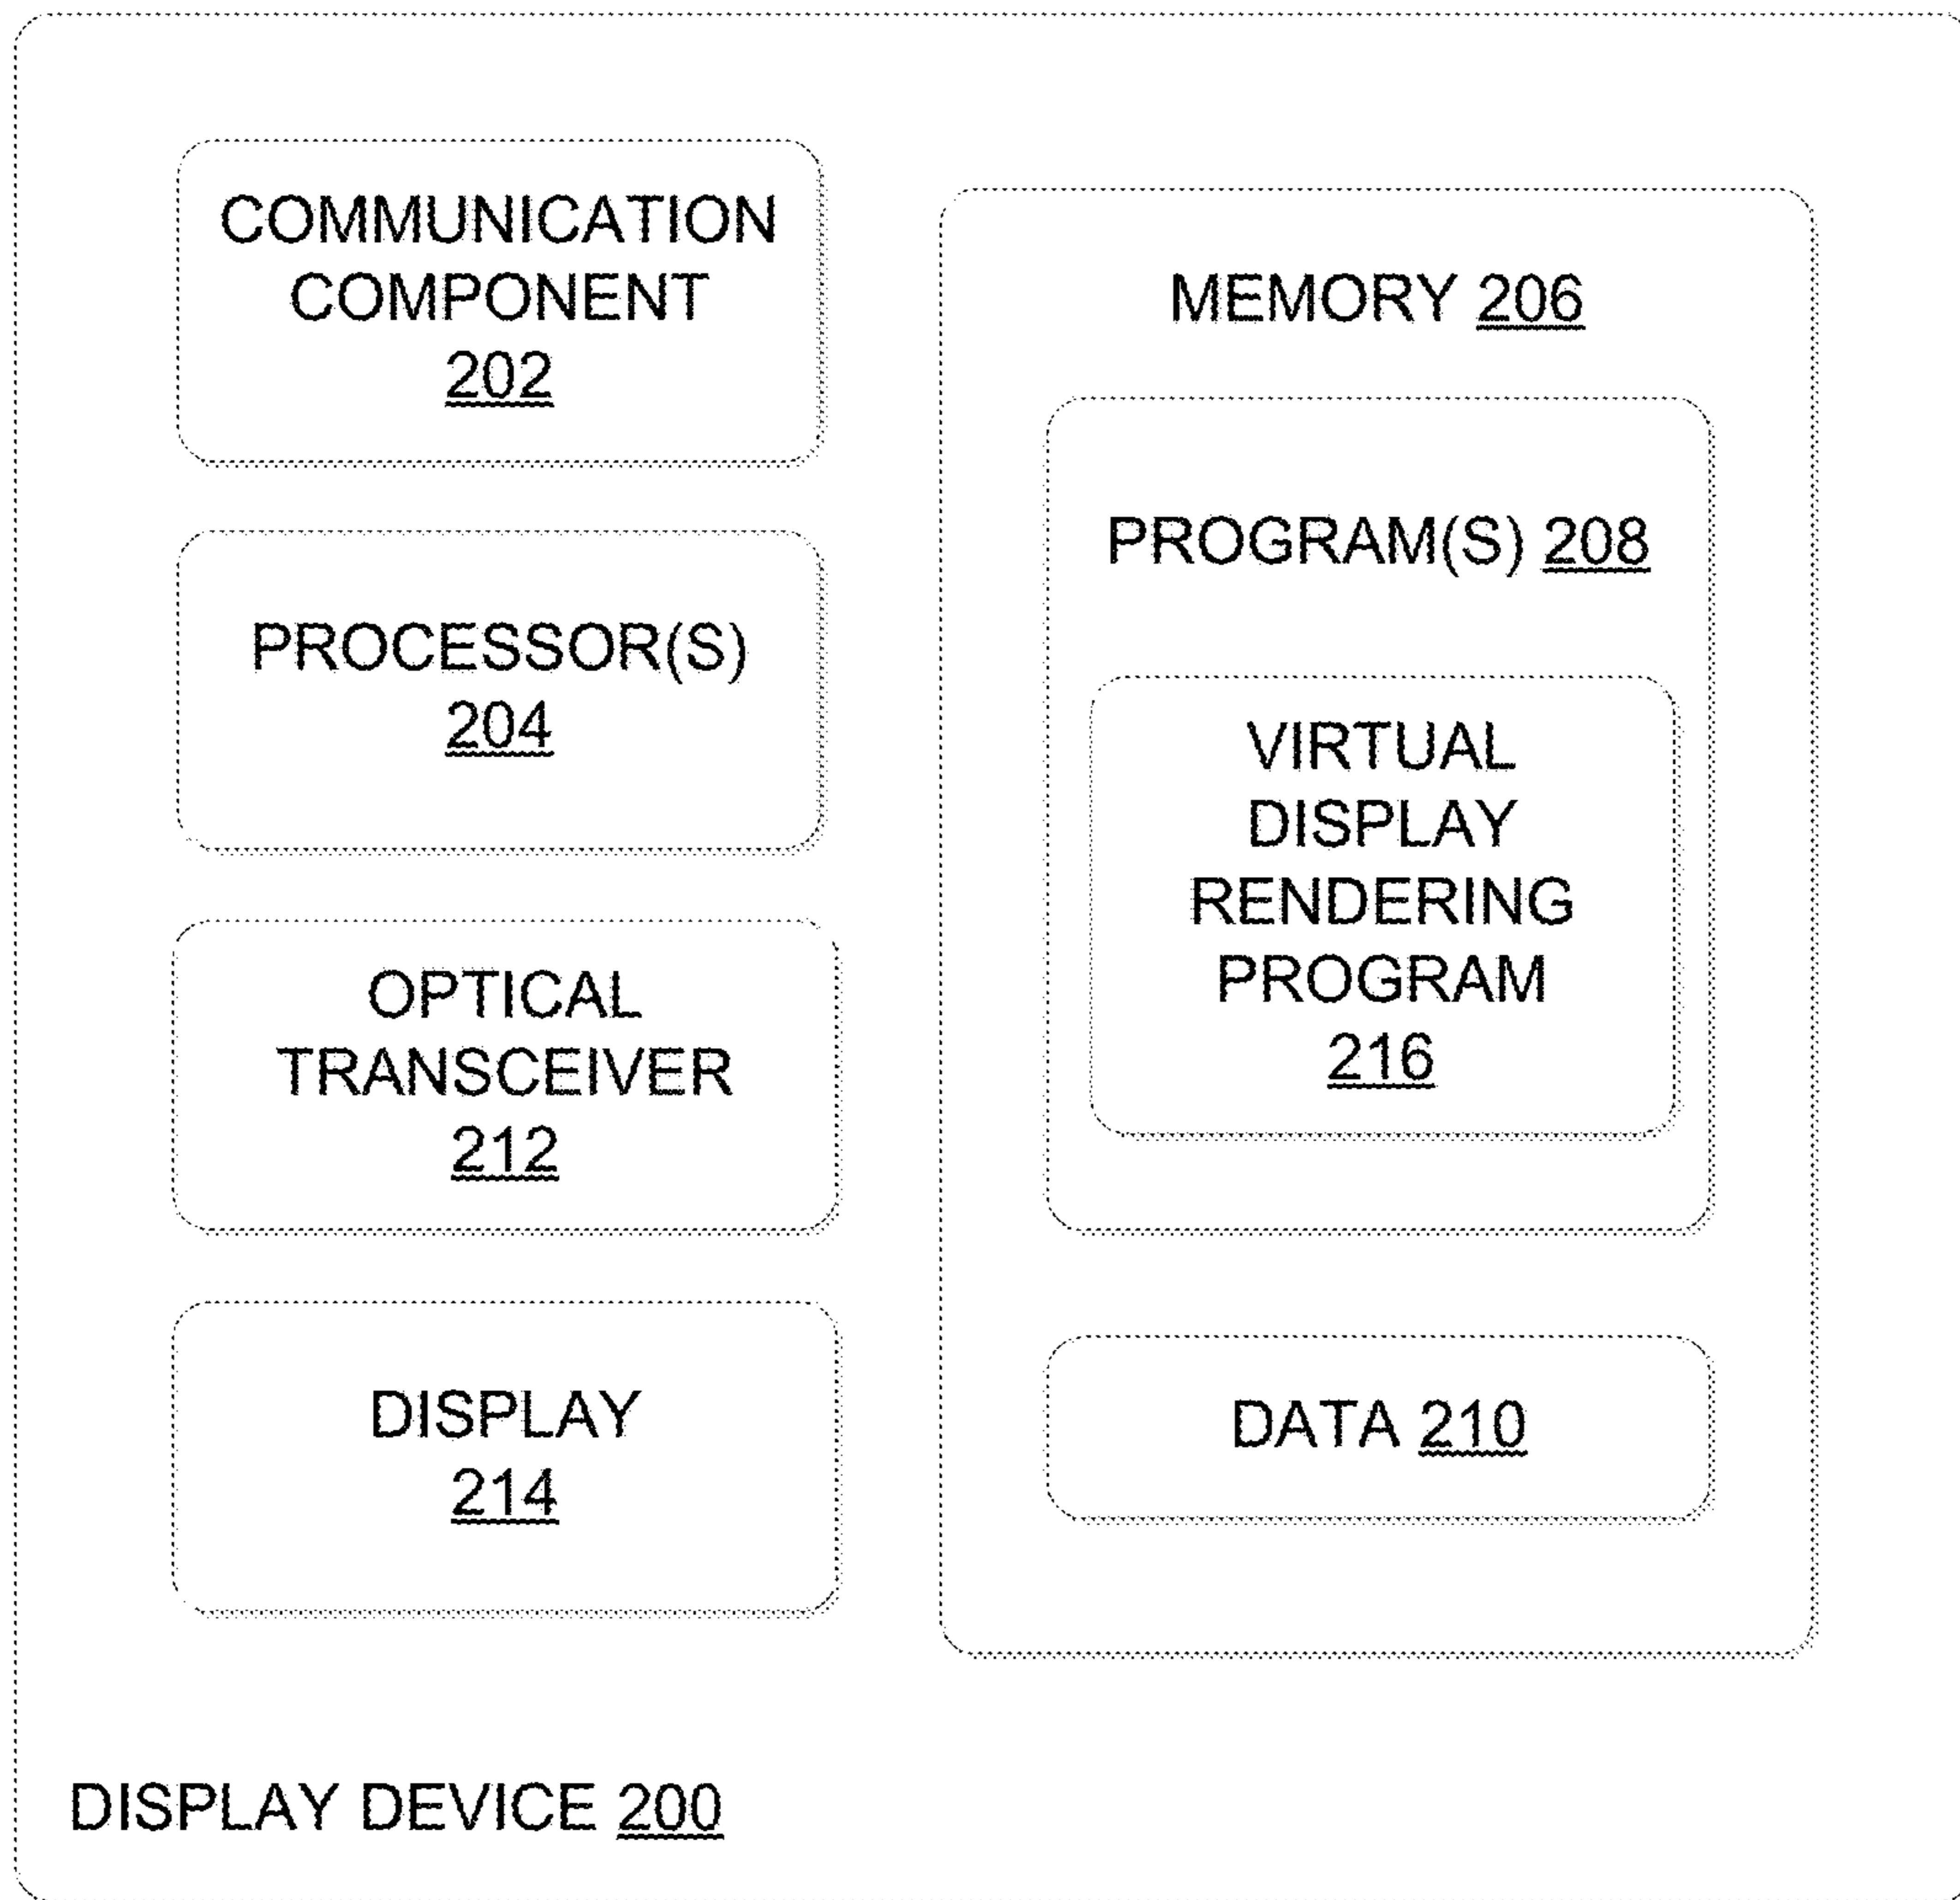 COMMUNICATION
COMPONENT
202
PROCESSOR(S)
204
OPTICAL
TRANSCEIVER
212
DISPLAY
214
MEMORY 206
PROGRAM(S) 208
VIRTUAL
DISPLAY
RENDERING
PROGRAM
216
DATA 210
DISPLAY DEVICE 200